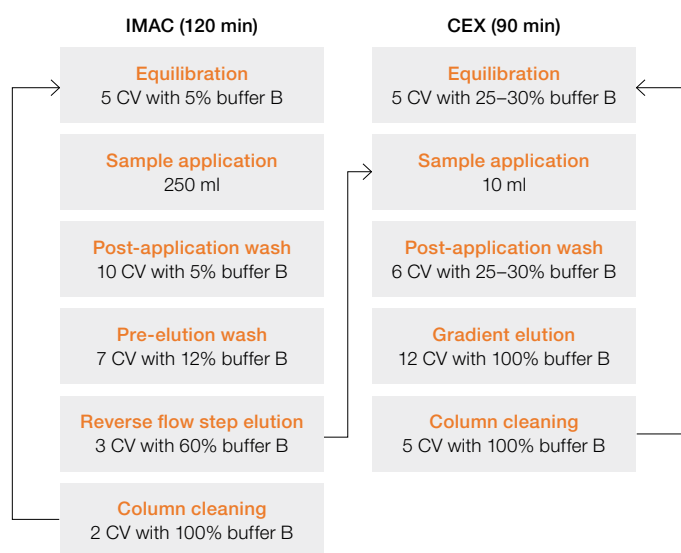 IMAC (120 min)
Equilibration
5 CV with 5% buffer B
Sample application
250 ml
Post-application wash
10 CV with 5% buffer B
Pre-elution wash
7 CV with 12% buffer B
Reverse flow step elution
3 CV with 60% buffer B
Column cleaning
2 CV with 100% buffer B
CEX (90 min)
Equilibration
5 CV with 25–30% buffer B
Sample application
10 ml
Post-application wash
6 CV with 25–30% buffer B
Gradient elution
12 CV with 100% buffer B
Column cleaning
5 CV with 100% buffer B